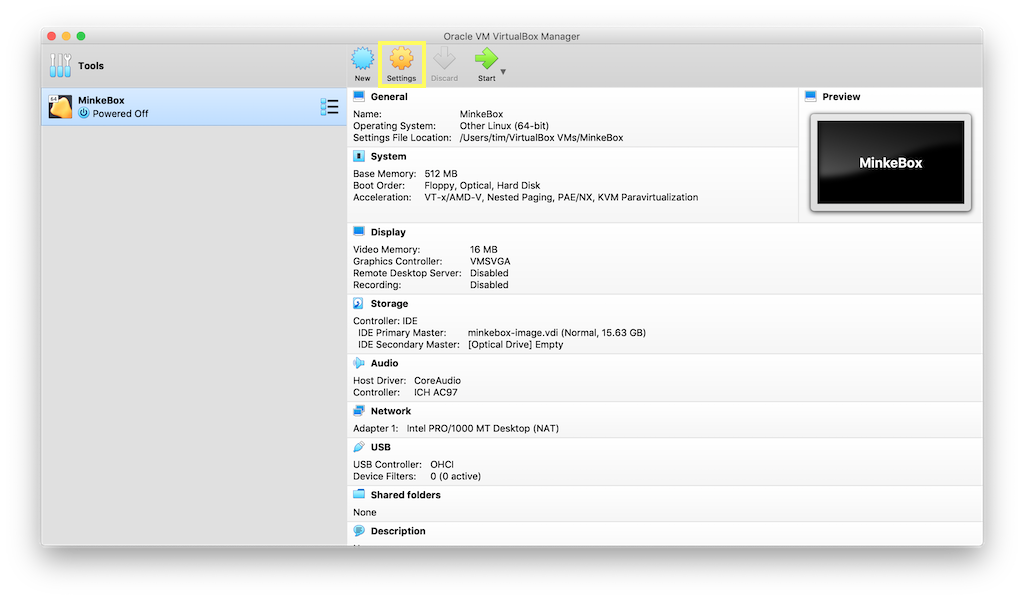 Oracle VM VirtualBox Manager
Tools
New Settings Discard Start
64 MinkeBox
Powered Off
General
Name: MinkeBox
Operating System: Other Linux (64-bit)
Settings File Location: /Users/tim/VirtualBox VMs/MinkeBox
System
Base Memory: 512 MB
Boot Order: Floppy, Optical, Hard Disk
Acceleration: VT-x/AMD-V, Nested Paging, PAE/NX, KVM Paravirtualization
Preview
MinkeBox
Display
Video Memory: 16 MB
Graphics Controller: VMSVGA
Remote Desktop Server: Disabled
Recording: Disabled
Storage
Controller: IDE
IDE Primary Master: minkebox-image.vdi (Normal, 15.63 GB)
IDE Secondary Master: [Optical Drive] Empty
Audio
Host Driver: CoreAudio
Controller: ICH AC97
Network
Adapter 1: Intel PRO/1000 MT Desktop (NAT)
USB
USB Controller: OHCI
Device Filters: 0 (0 active)
Shared folders
None
Description